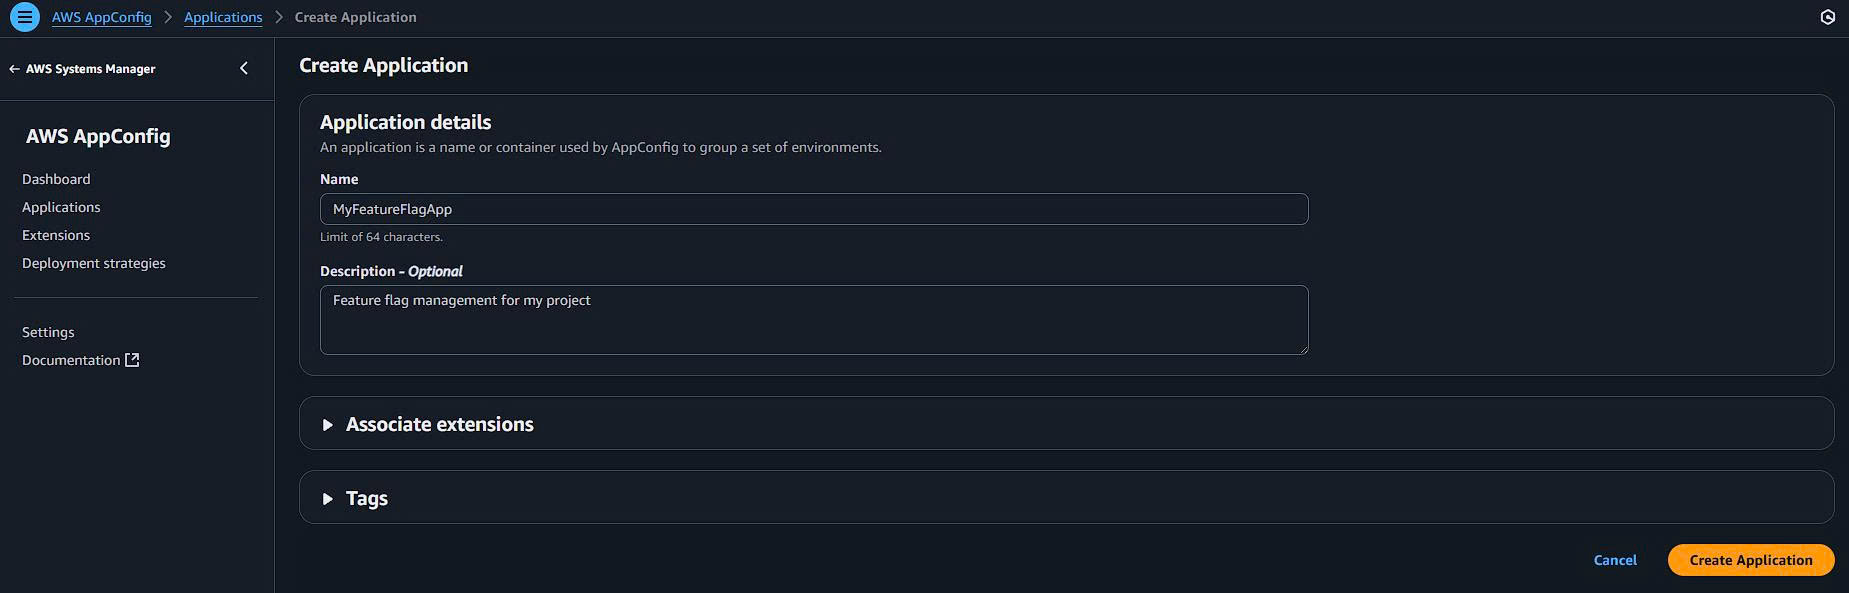 AWS AppConfig > Applications > Create Application
AWS Systems Manager
AWS AppConfig
Dashboard
Applications
Extensions
Deployment strategies
Settings
Documentation
Create Application
Application details
An application is a name or container used by AppConfig to group a set of environments.
Name
MyFeatureFlagApp
Limit of 64 characters.
Description - Optional
Feature flag management for my project
Associate extensions
Tags
Cancel
Create Application